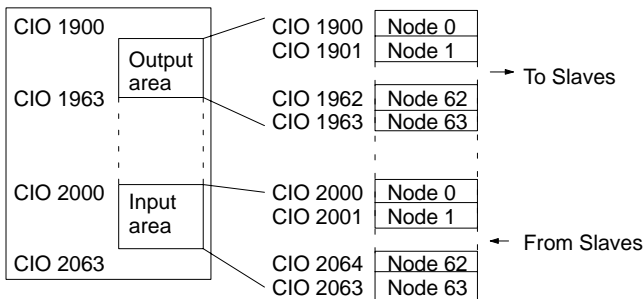 CIO 1900
Output
area
CIO 1963
CIO 2000
Input
area
CIO 2063
CIO 1900 Node 0
CIO 1901 Node 1
To Slaves
CIO 1962 Node 62
CIO 1963 Node 63
CIO 2000 Node 0
CIO 2001 Node 1
From Slaves
CIO 2064 Node 62
CIO 2063 Node 63